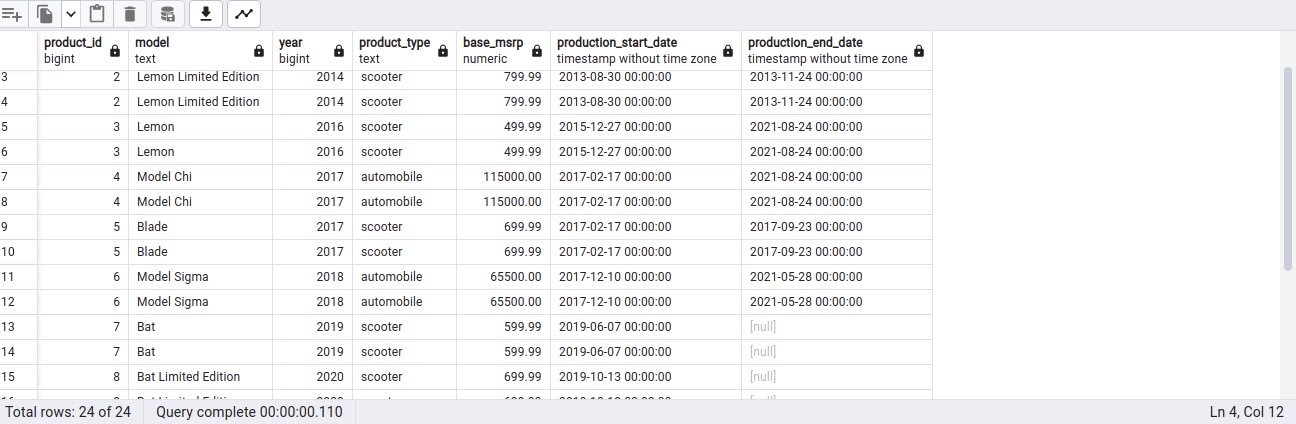 product_id model year product_type base_msrp production_start_date production_end_date
bigint text bigint text numeric timestamp without time zone timestamp without time zone
3 2 Lemon Limited Edition 2014 scooter 799.99 2013-08-30 00:00:00 2013-11-24 00:00:00
4 2 Lemon Limited Edition 2014 scooter 799.99 2013-08-30 00:00:00 2013-11-24 00:00:00
5 3 Lemon 2016 scooter 499.99 2015-12-27 00:00:00 2021-08-24 00:00:00
6 3 Lemon 2016 scooter 499.99 2015-12-27 00:00:00 2021-08-24 00:00:00
7 4 Model Chi 2017 automobile 115000.00 2017-02-17 00:00:00 2021-08-24 00:00:00
8 4 Model Chi 2017 automobile 115000.00 2017-02-17 00:00:00 2021-08-24 00:00:00
9 5 Blade 2017 scooter 699.99 2017-02-17 00:00:00 2017-09-23 00:00:00
10 5 Blade 2017 scooter 699.99 2017-02-17 00:00:00 2017-09-23 00:00:00
11 6 Model Sigma 2018 automobile 65500.00 2017-12-10 00:00:00 2021-05-28 00:00:00
12 6 Model Sigma 2018 automobile 65500.00 2017-12-10 00:00:00 2021-05-28 00:00:00
13 7 Bat 2019 scooter 599.99 2019-06-07 00:00:00 [null]
14 7 Bat 2019 scooter 599.99 2019-06-07 00:00:00 [null]
15 8 Bat Limited Edition 2020 scooter 699.99 2019-10-13 00:00:00 [null]
Total rows: 24 of 24 Query complete 00:00:00.110 Ln 4, Col 12